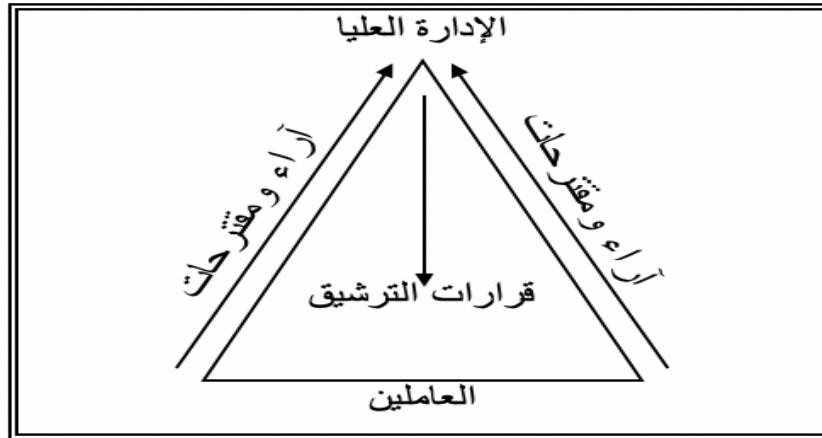 الإدارة العليا
آراء ومقترحات
آراء ومقترحات
قرارات الترشيق
العاملين